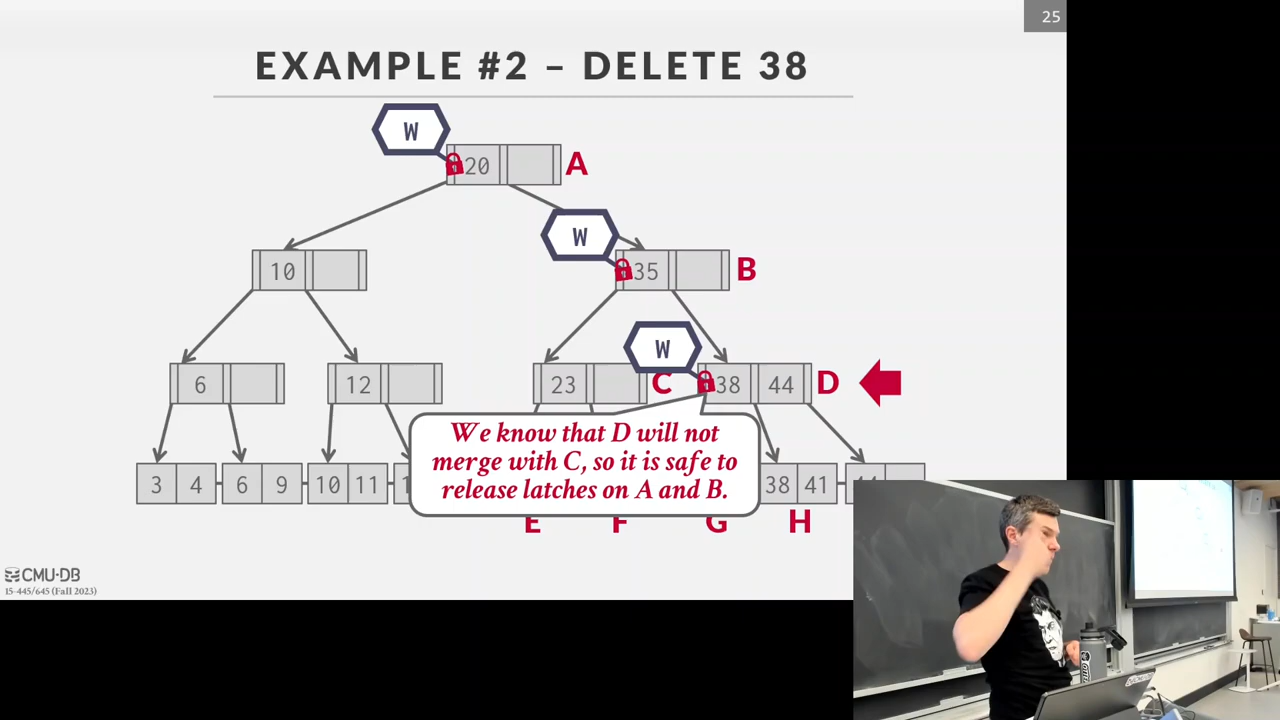 25
EXAMPLE #2 – DELETE 38
W
20 A
W
10
35 B
W
6
12
23 C
38 44 D
We know that D will not
merge with C, so it is safe to
release latches on A and B.
3 4 6 9 10 11
38 41 44
E F G H
CMU·DB
15-445/645 (Fall 2023)